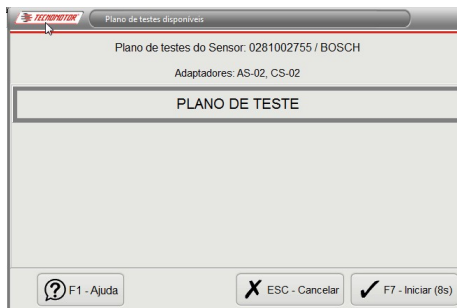 TECNOMOTOR Plano de testes disponíveis
Plano de testes do Sensor: 0281002755 / BOSCH
Adaptadores: AS-02, CS-02
PLANO DE TESTE
F1 - Ajuda
ESC - Cancelar
F7 - Iniciar (8s)